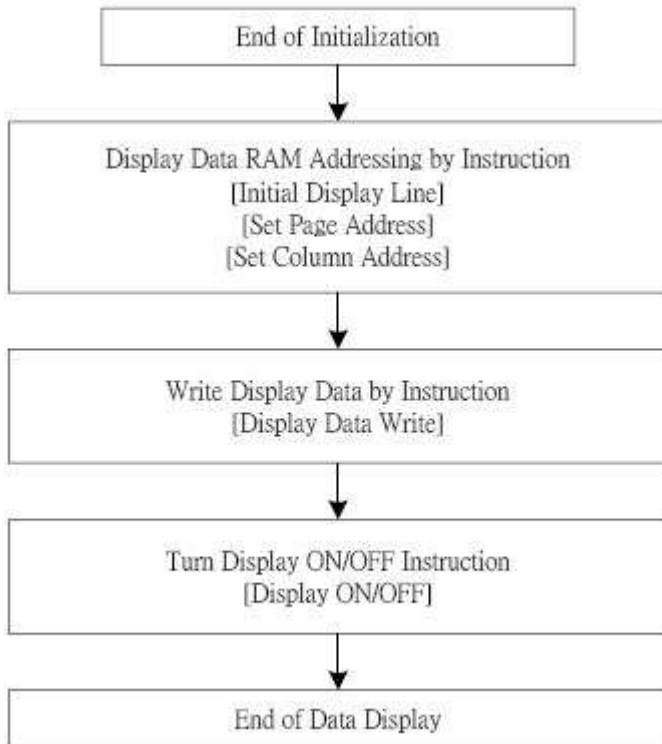 End of Initialization
Display Data RAM Addressing by Instruction
[Initial Display Line]
[Set Page Address]
[Set Column Address]
Write Display Data by Instruction
[Display Data Write]
Turn Display ON/OFF Instruction
[Display ON/OFF]
End of Data Display